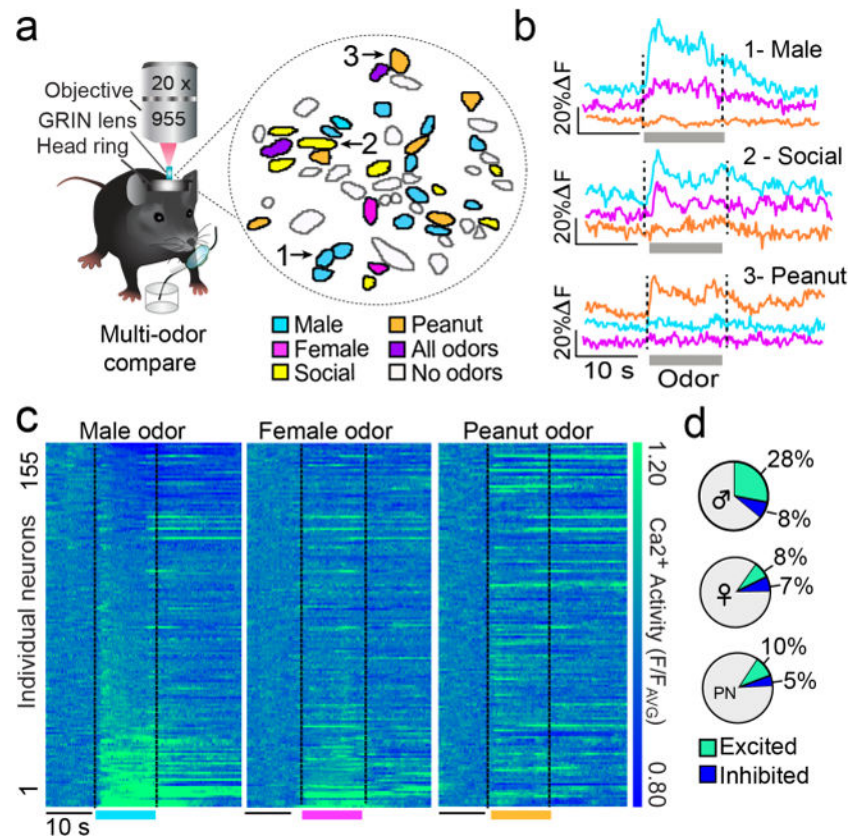 a
Objective
20 x
GRIN lens
955
Head ring
Multi-odor
compare
3
2
1
Male
Peanut
Female
All odors
Social
No odors
b
1- Male
20%ΔF
2 - Social
20%ΔF
3- Peanut
20%ΔF
10 s
Odor
c
Male odor
Female odor
Peanut odor
155
Individual neurons
1
10 s
1.20
Ca2+ Activity (F/FAVG)
0.80
d
♂
28%
8%
♀
8%
7%
PN
10%
5%
Excited
Inhibited